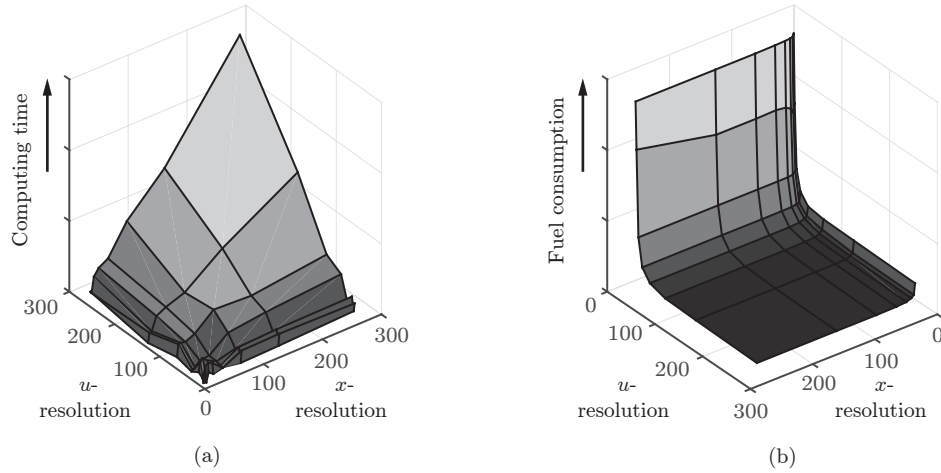 Computing time
300
200
100
0
100
200
300
u-
resolution
x-
resolution
(a)
Fuel consumption
0
100
200
300
200
100
0
u-
resolution
x-
resolution
(b)